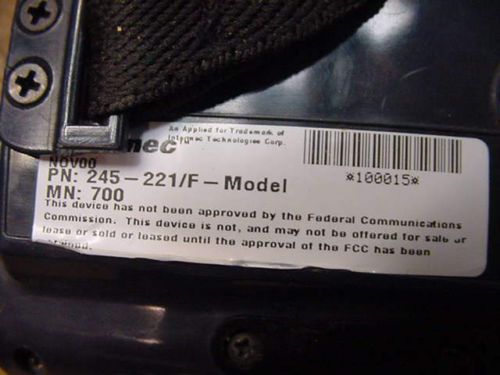 An Applied for Trademark of
Intermec Technologies Corp.
mec™
NOV00
PN: 245-221/F-Model
MN: 700
*100015*
This device has not been approved by the Federal Communications
Commission. This device is not, and may not be offered for sale or
lease or sold or leased until the approval of the FCC has been